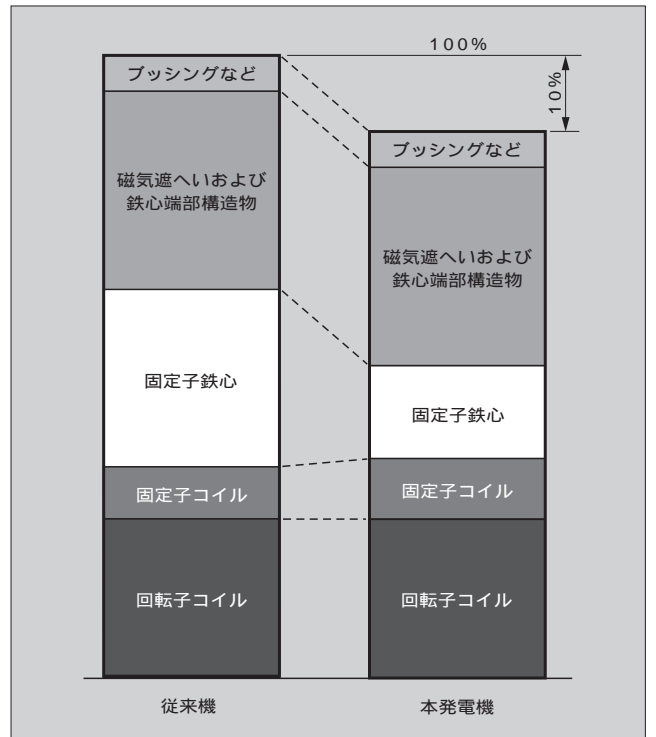 100%
10%
ブッシングなど
磁気遮へいおよび
鉄心端部構造物
固定子鉄心
固定子コイル
回転子コイル
従来機
ブッシングなど
磁気遮へいおよび
鉄心端部構造物
固定子鉄心
固定子コイル
回転子コイル
本発電機